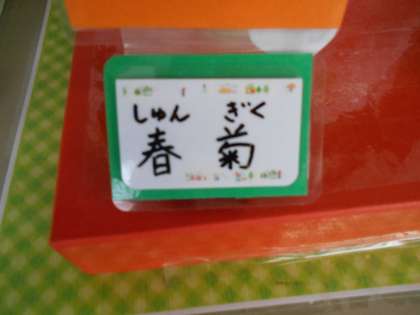 しゅん ぎく
春 菊